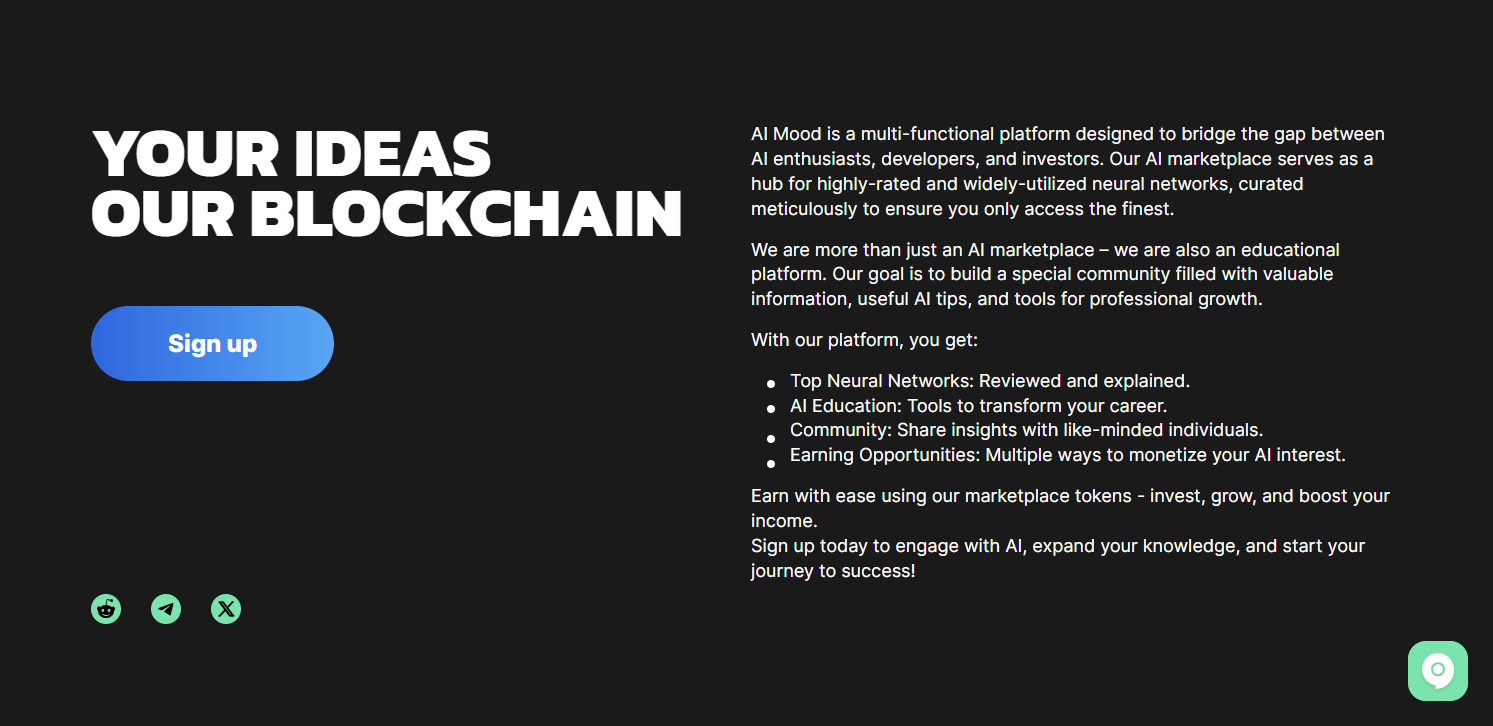 YOUR IDEAS
OUR BLOCKCHAIN
Sign up
AI Mood is a multi-functional platform designed to bridge the gap between
AI enthusiasts, developers, and investors. Our AI marketplace serves as a
hub for highly-rated and widely-utilized neural networks, curated
meticulously to ensure you only access the finest.
We are more than just an AI marketplace – we are also an educational
platform. Our goal is to build a special community filled with valuable
information, useful AI tips, and tools for professional growth.
With our platform, you get:
Top Neural Networks: Reviewed and explained.
AI Education: Tools to transform your career.
Community: Share insights with like-minded individuals.
Earning Opportunities: Multiple ways to monetize your AI interest.
Earn with ease using our marketplace tokens - invest, grow, and boost your
income.
Sign up today to engage with AI, expand your knowledge, and start your
journey to success!